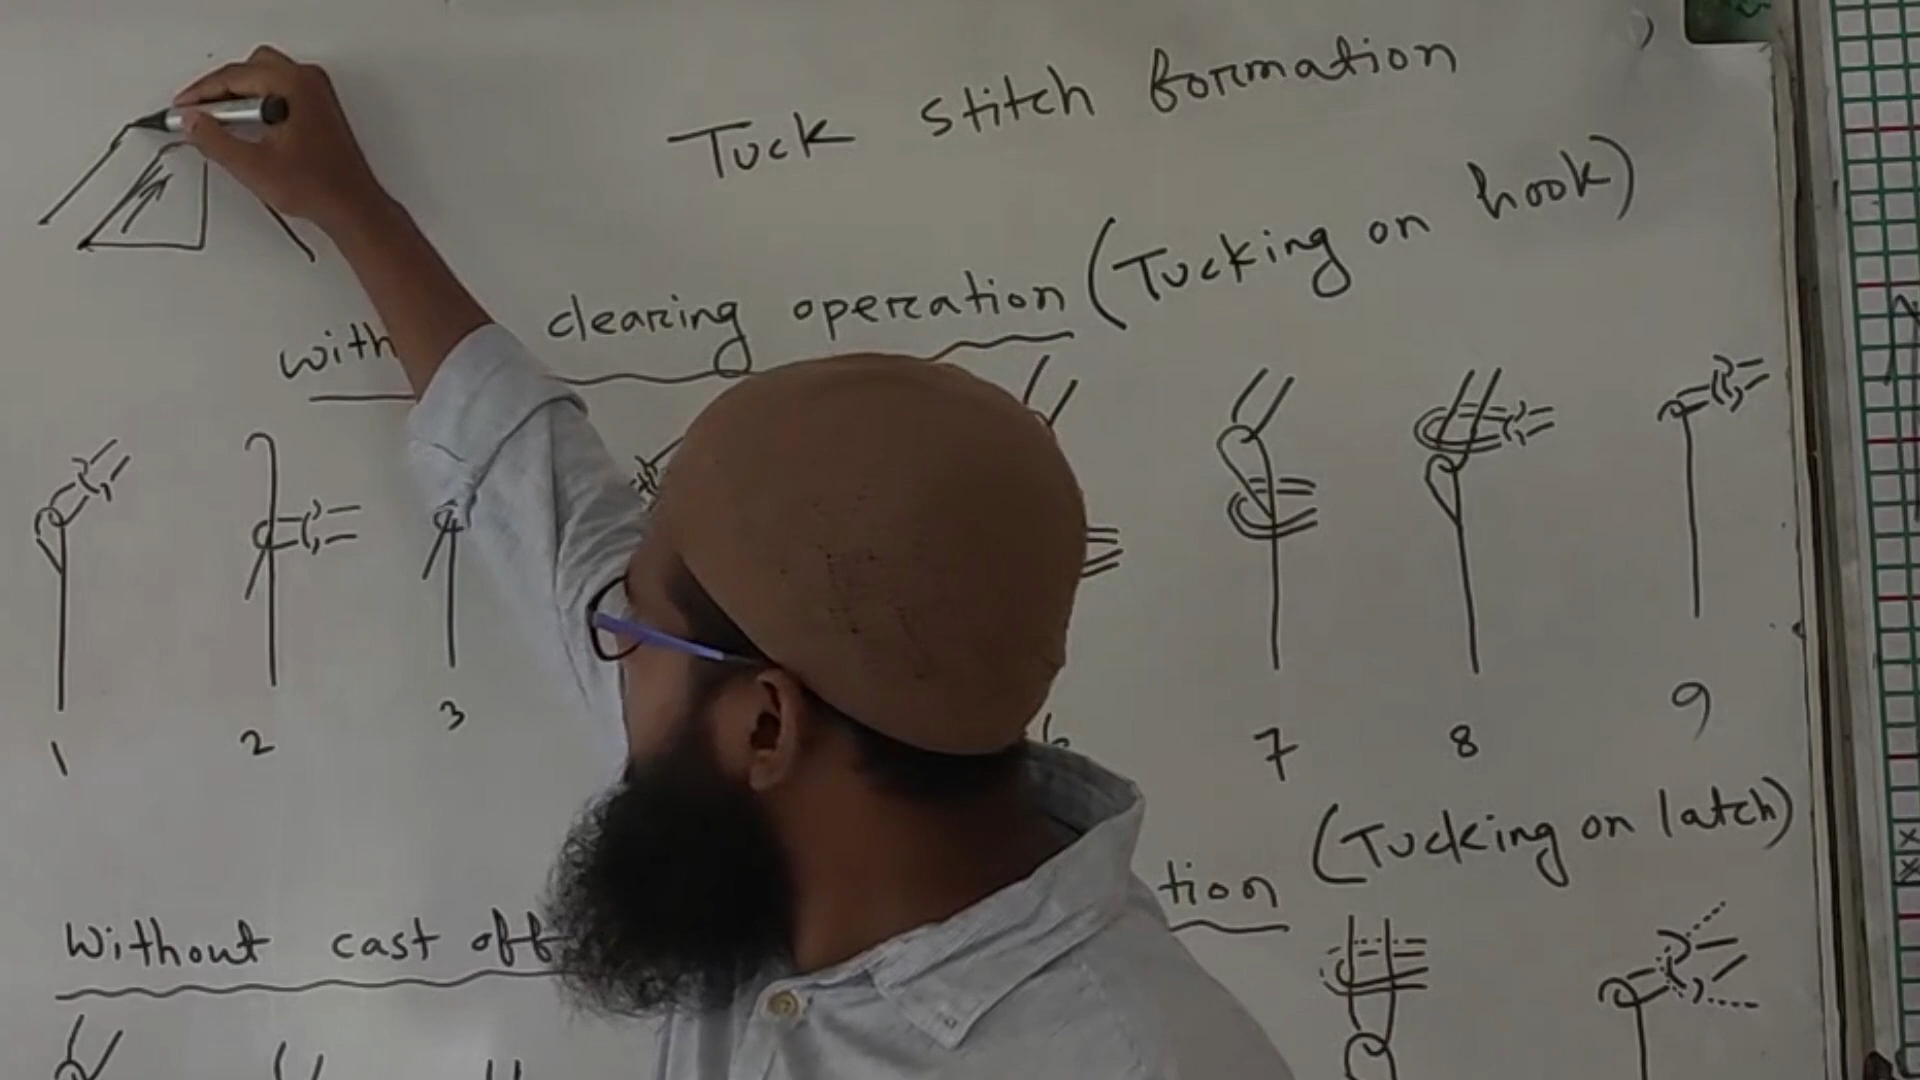 Tuck stitch formation
with clearing operation (Tucking on hook)
1 2 3 6 7 8 9
Without cast off tion (Tucking on latch)